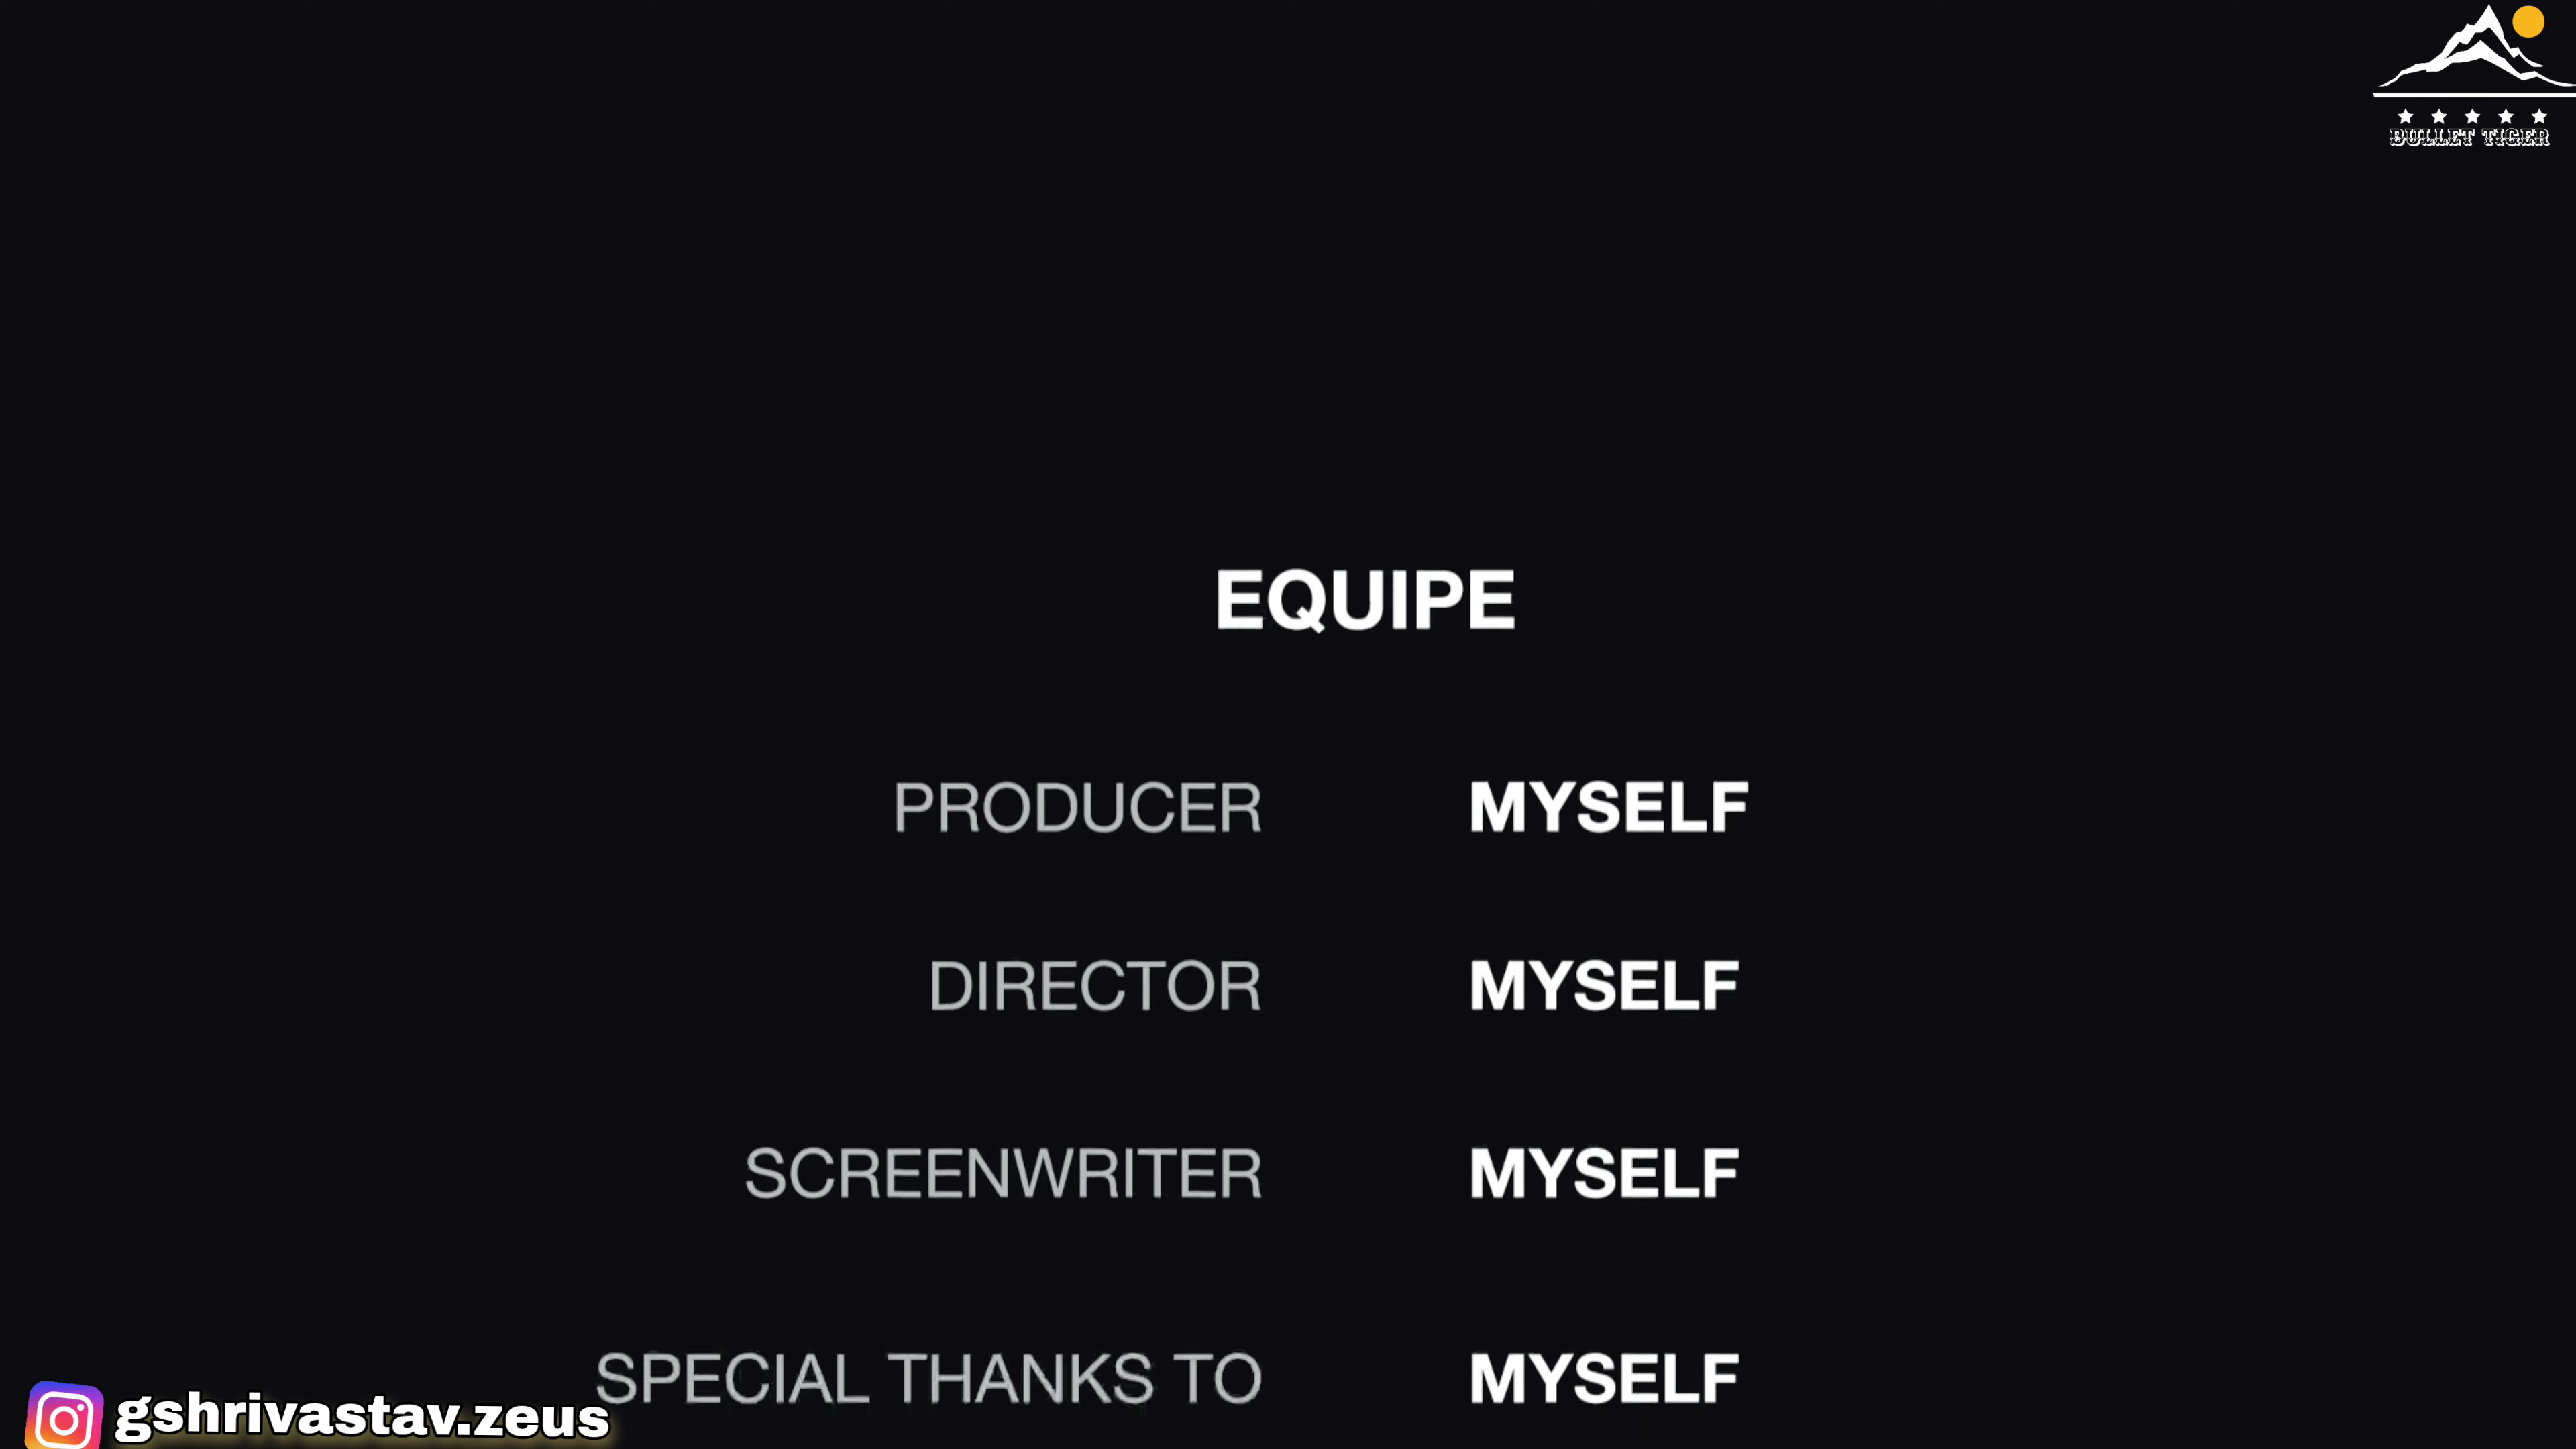 BULLET TIGER
EQUIPE
PRODUCER MYSELF
DIRECTOR MYSELF
SCREENWRITER MYSELF
SPECIAL THANKS TO MYSELF
gshrivastav.zeus